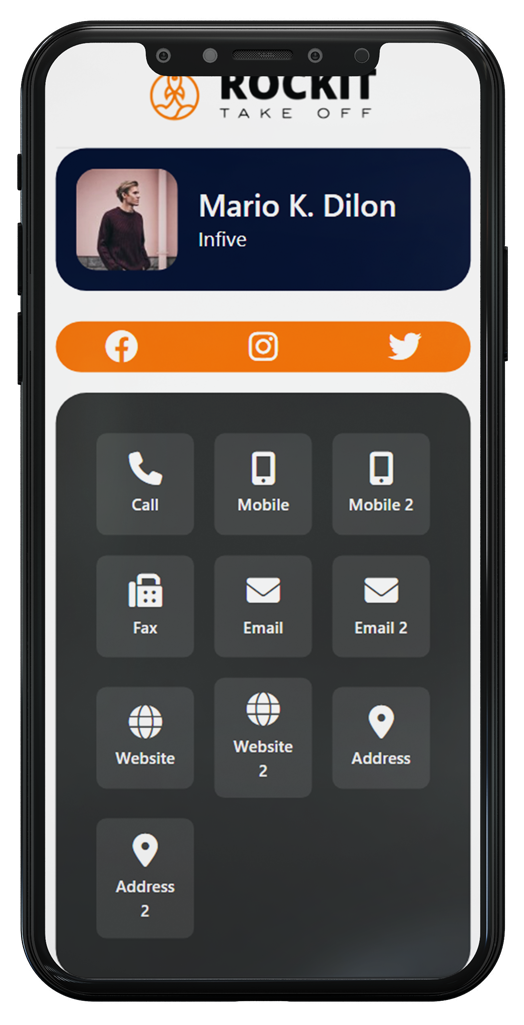 ROCKIT
TAKE OFF
Mario K. Dilon
Infive
Call
Mobile
Mobile 2
Fax
Email
Email 2
Website
Website
2
Address
Address
2